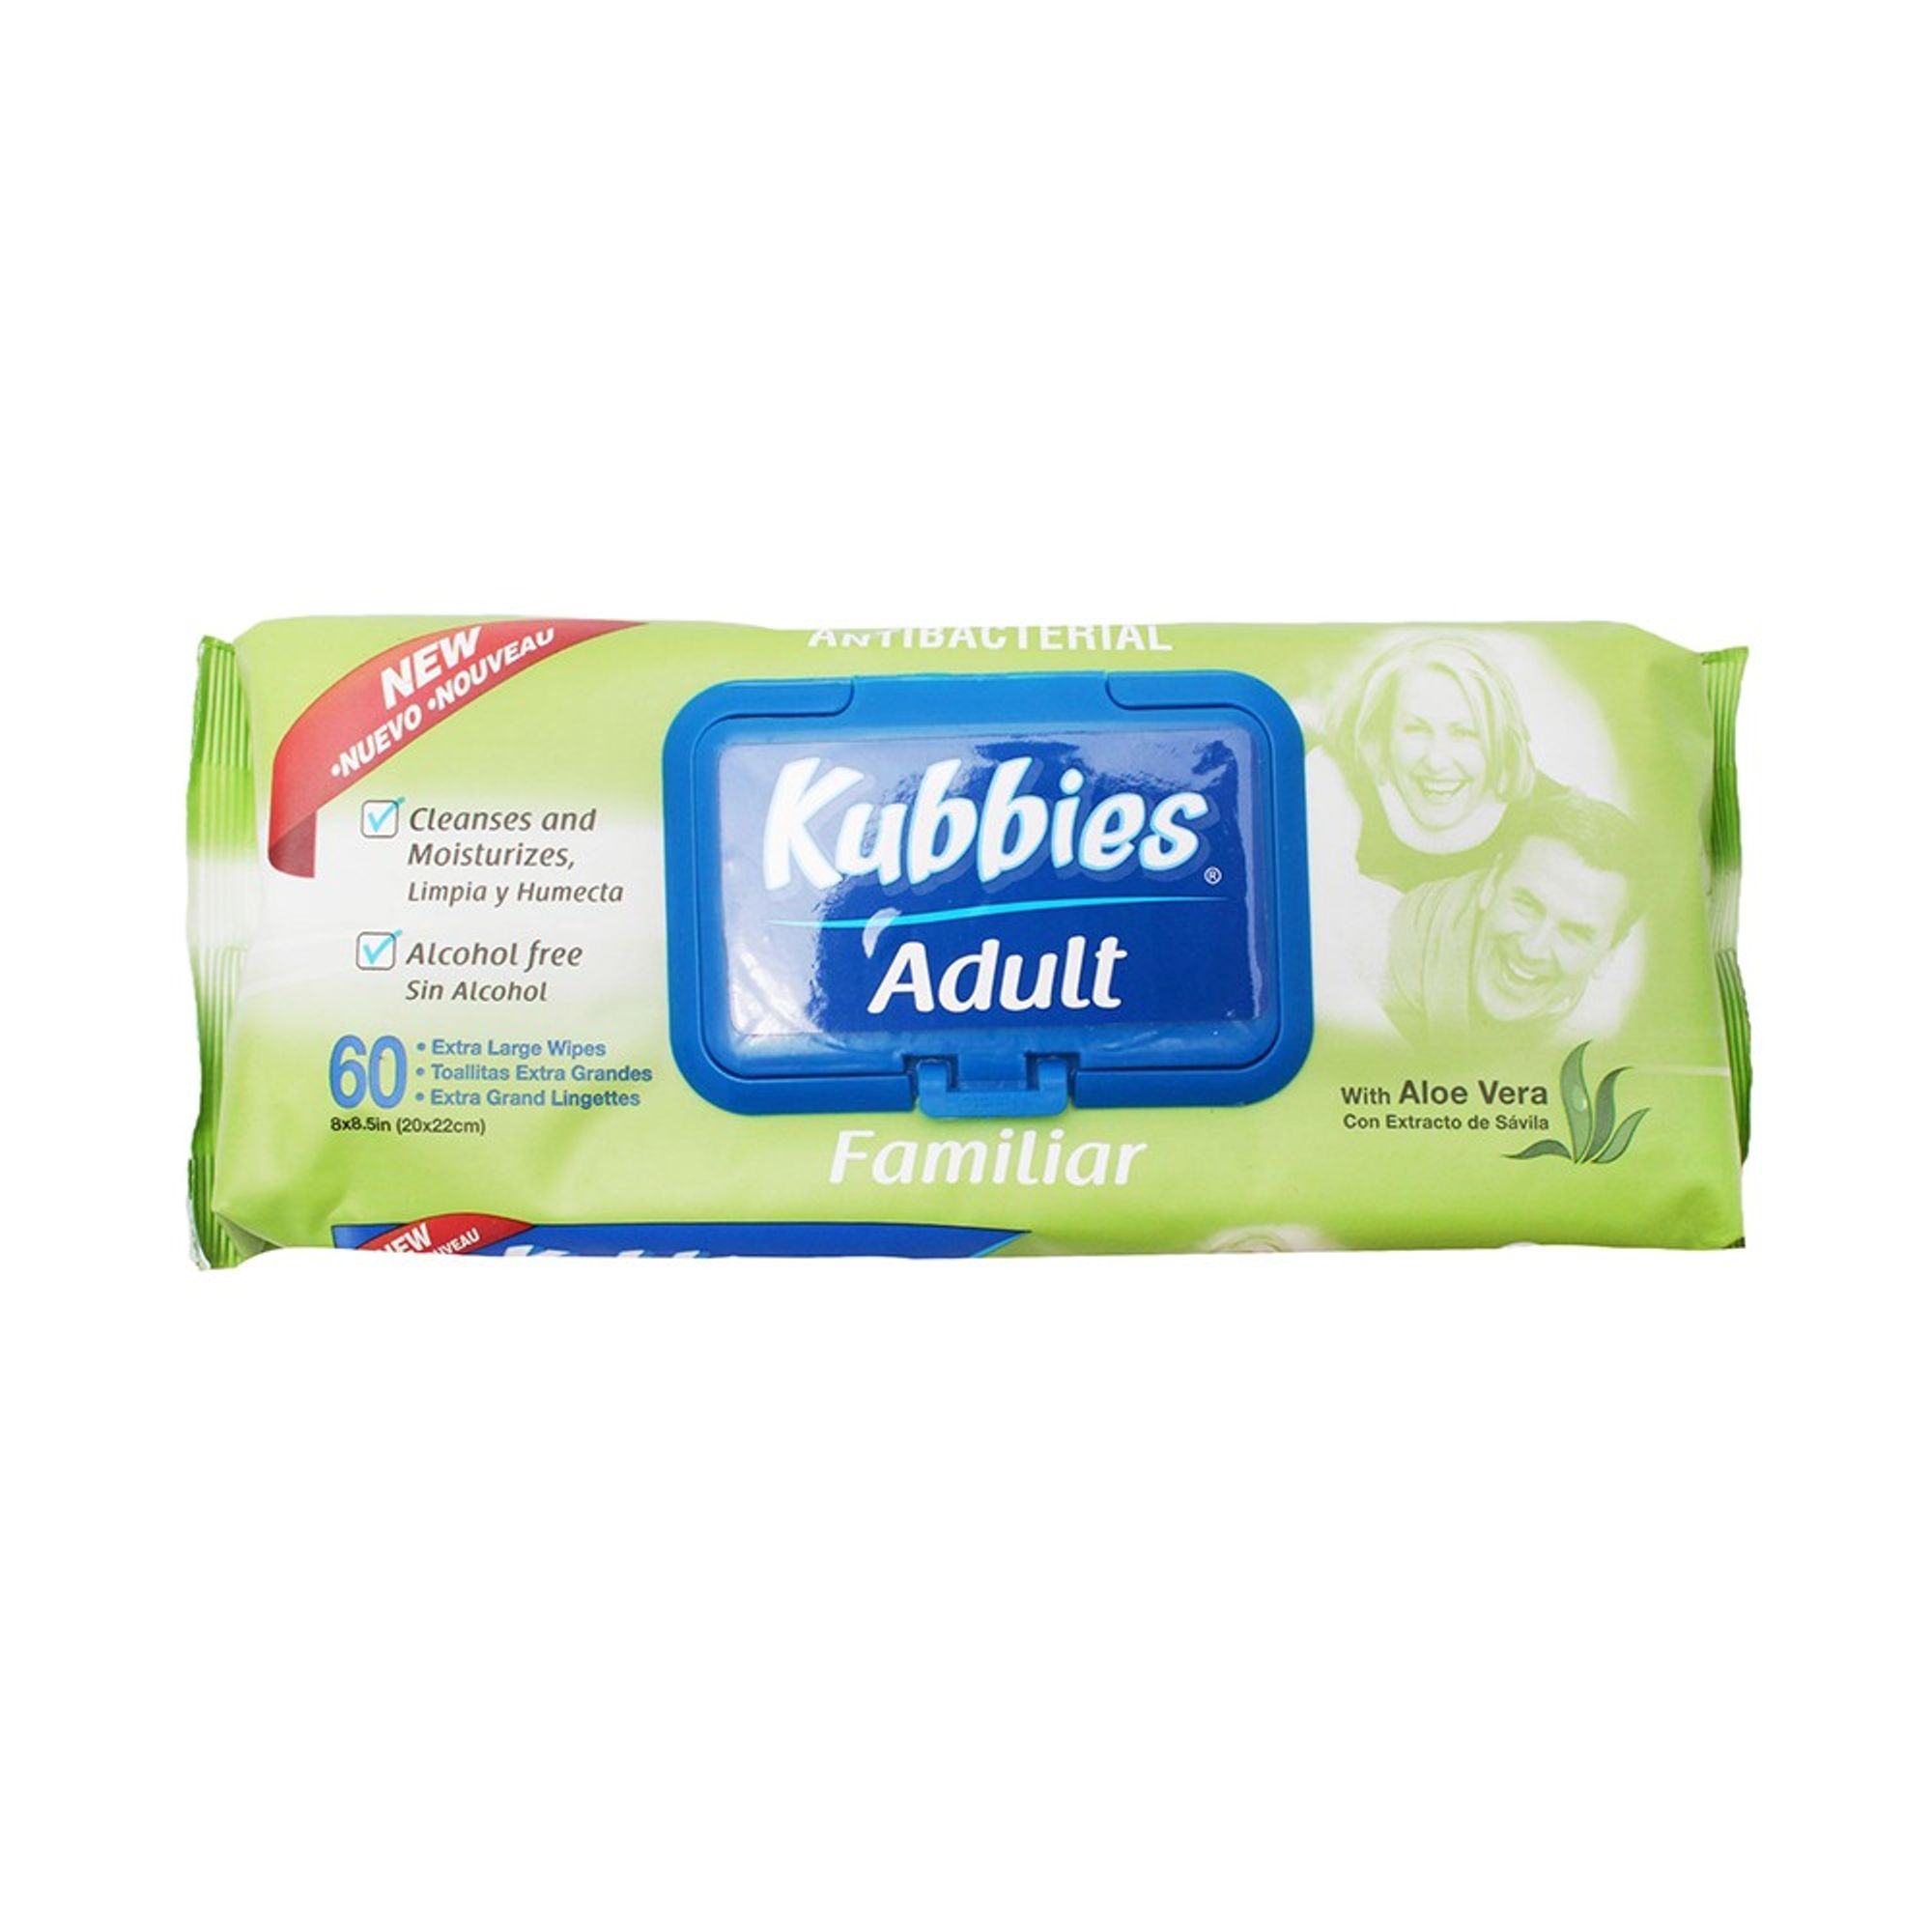 ANTIBACTERIAL
NEW
•NUEVO •NOUVEAU
Cleanses and
Moisturizes,
Limpia y Humecta
Alcohol free
Sin Alcohol
60
• Extra Large Wipes
• Toallitas Extra Grandes
• Extra Grand Lingettes
8x8.5in (20x22cm)
Kubbies®
Adult
Familiar
With Aloe Vera
Con Extracto de Sávila
NEW